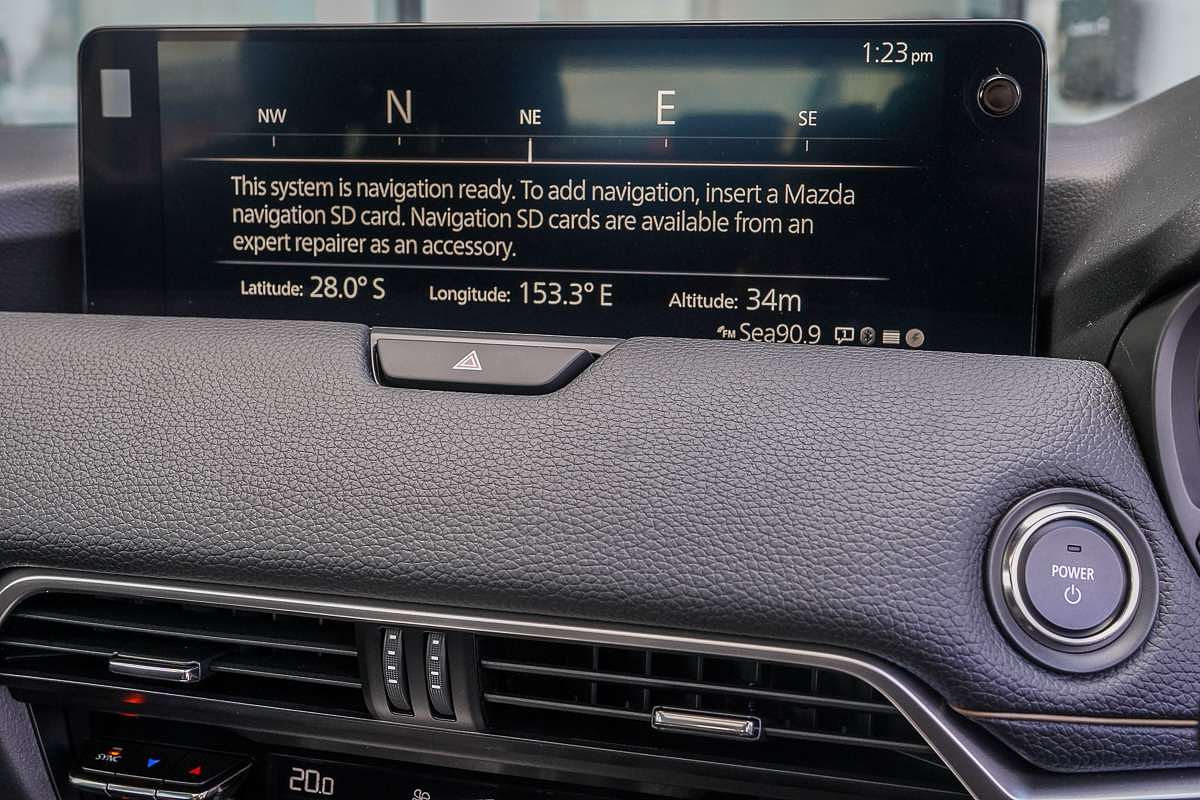 1:23 pm
NW N NE E SE
This system is navigation ready. To add navigation, insert a Mazda
navigation SD card. Navigation SD cards are available from an
expert repairer as an accessory.
Latitude: 28.0° S Longitude: 153.3° E Altitude: 34m
FM Sea90.9 1
POWER
SYNC
20.0